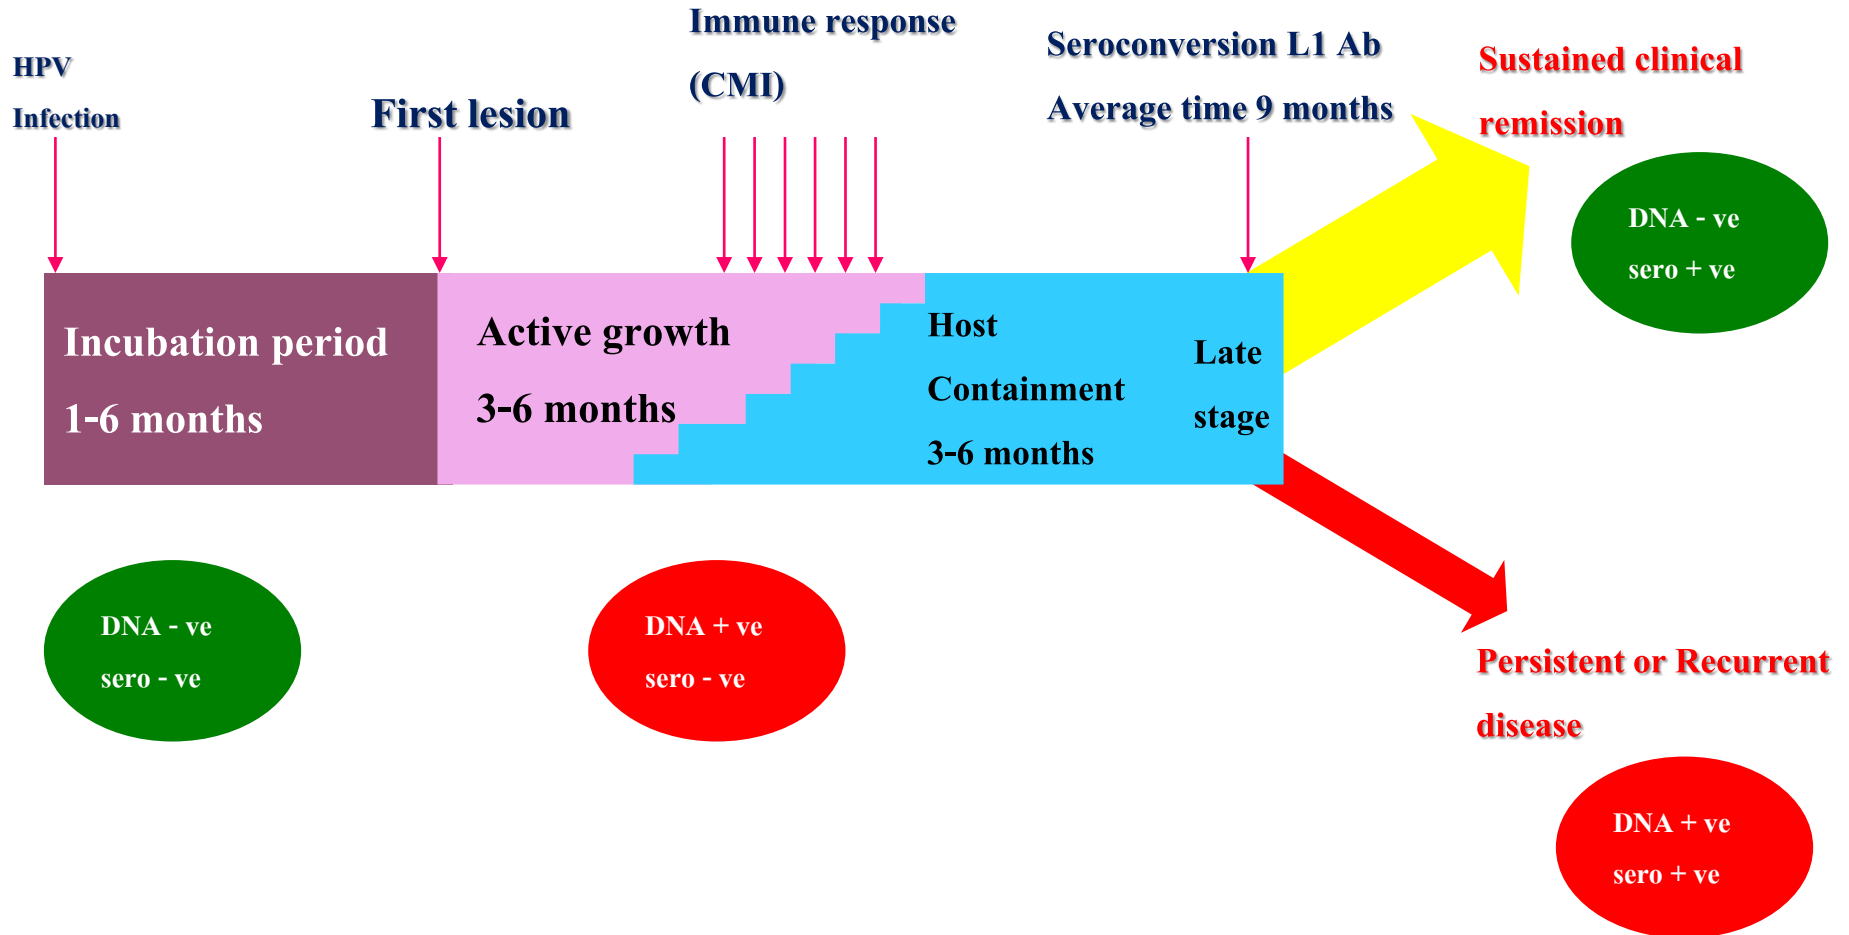 HPV
Infection
First lesion
Immune response
(CMI)
Seroconversion L1 Ab
Average time 9 months
Sustained clinical
remission
DNA - ve
sero + ve
Incubation period
1-6 months
Active growth
3-6 months
Host
Containment
3-6 months
Late
stage
DNA - ve
sero - ve
DNA + ve
sero - ve
Persistent or Recurrent
disease
DNA + ve
sero + ve